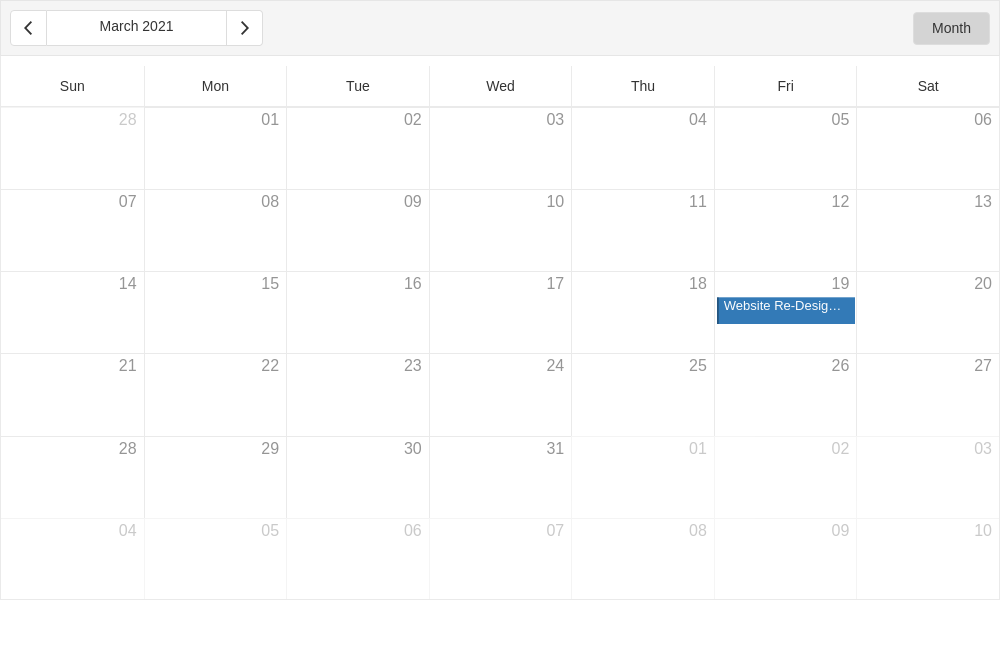 March 2021
Month
Sun Mon Tue Wed Thu Fri Sat
28 01 02 03 04 05 06
07 08 09 10 11 12 13
14 15 16 17 18 19 20
Website Re-Desig…
21 22 23 24 25 26 27
28 29 30 31 01 02 03
04 05 06 07 08 09 10